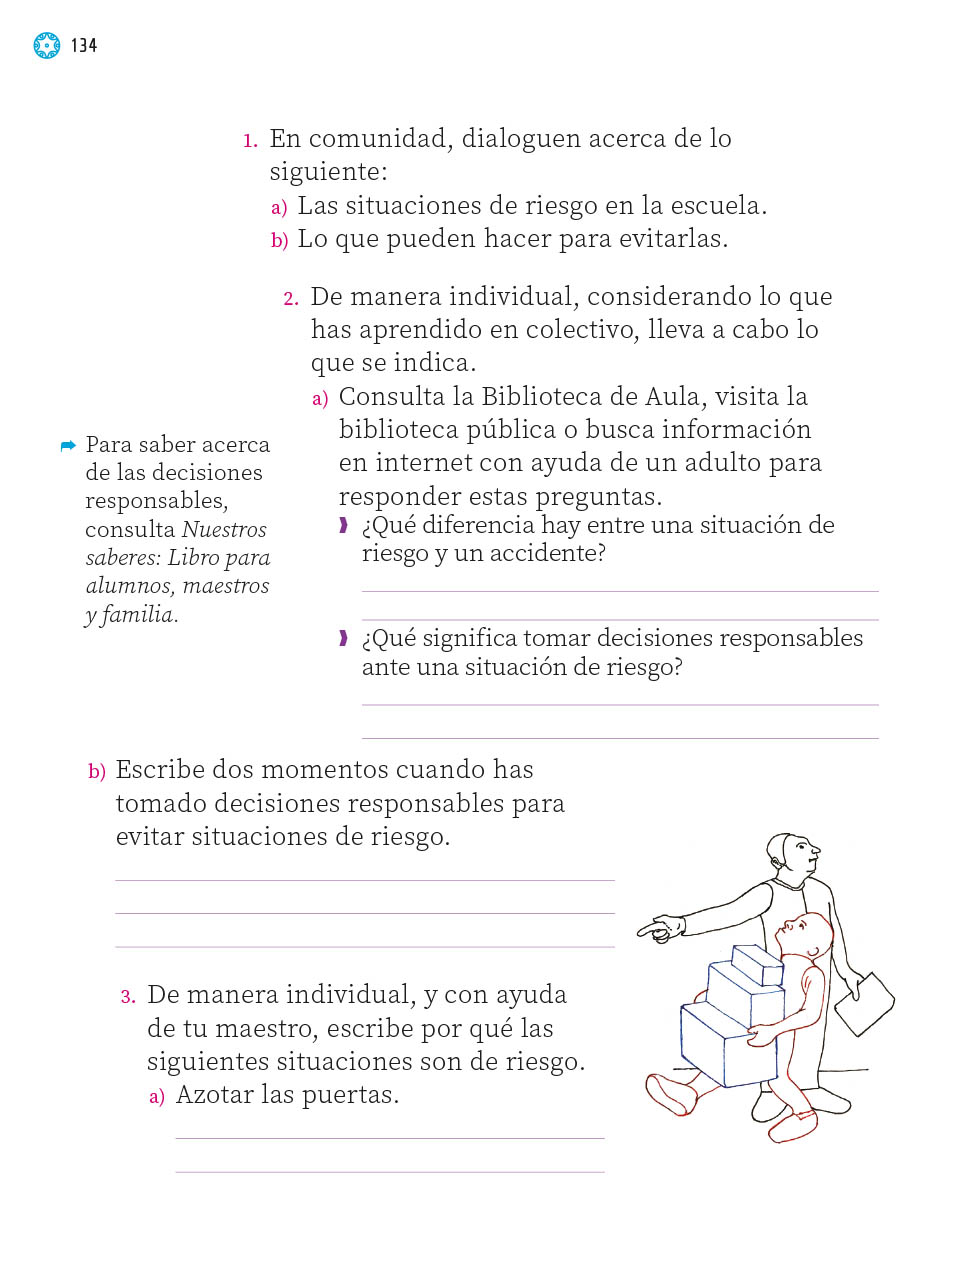 134
1. En comunidad, dialoguen acerca de lo
siguiente:
a) Las situaciones de riesgo en la escuela.
b) Lo que pueden hacer para evitarlas.
2. De manera individual, considerando lo que
has aprendido en colectivo, lleva a cabo lo
que se indica.
a) Consulta la Biblioteca de Aula, visita la
biblioteca pública o busca información
en internet con ayuda de un adulto para
responder estas preguntas.
¿Qué diferencia hay entre una situación de
riesgo y un accidente?
¿Qué significa tomar decisiones responsables
ante una situación de riesgo?
Para saber acerca
de las decisiones
responsables,
consulta Nuestros
saberes: Libro para
alumnos, maestros
y familia.
b) Escribe dos momentos cuando has
tomado decisiones responsables para
evitar situaciones de riesgo.
3. De manera individual, y con ayuda
de tu maestro, escribe por qué las
siguientes situaciones son de riesgo.
a) Azotar las puertas.